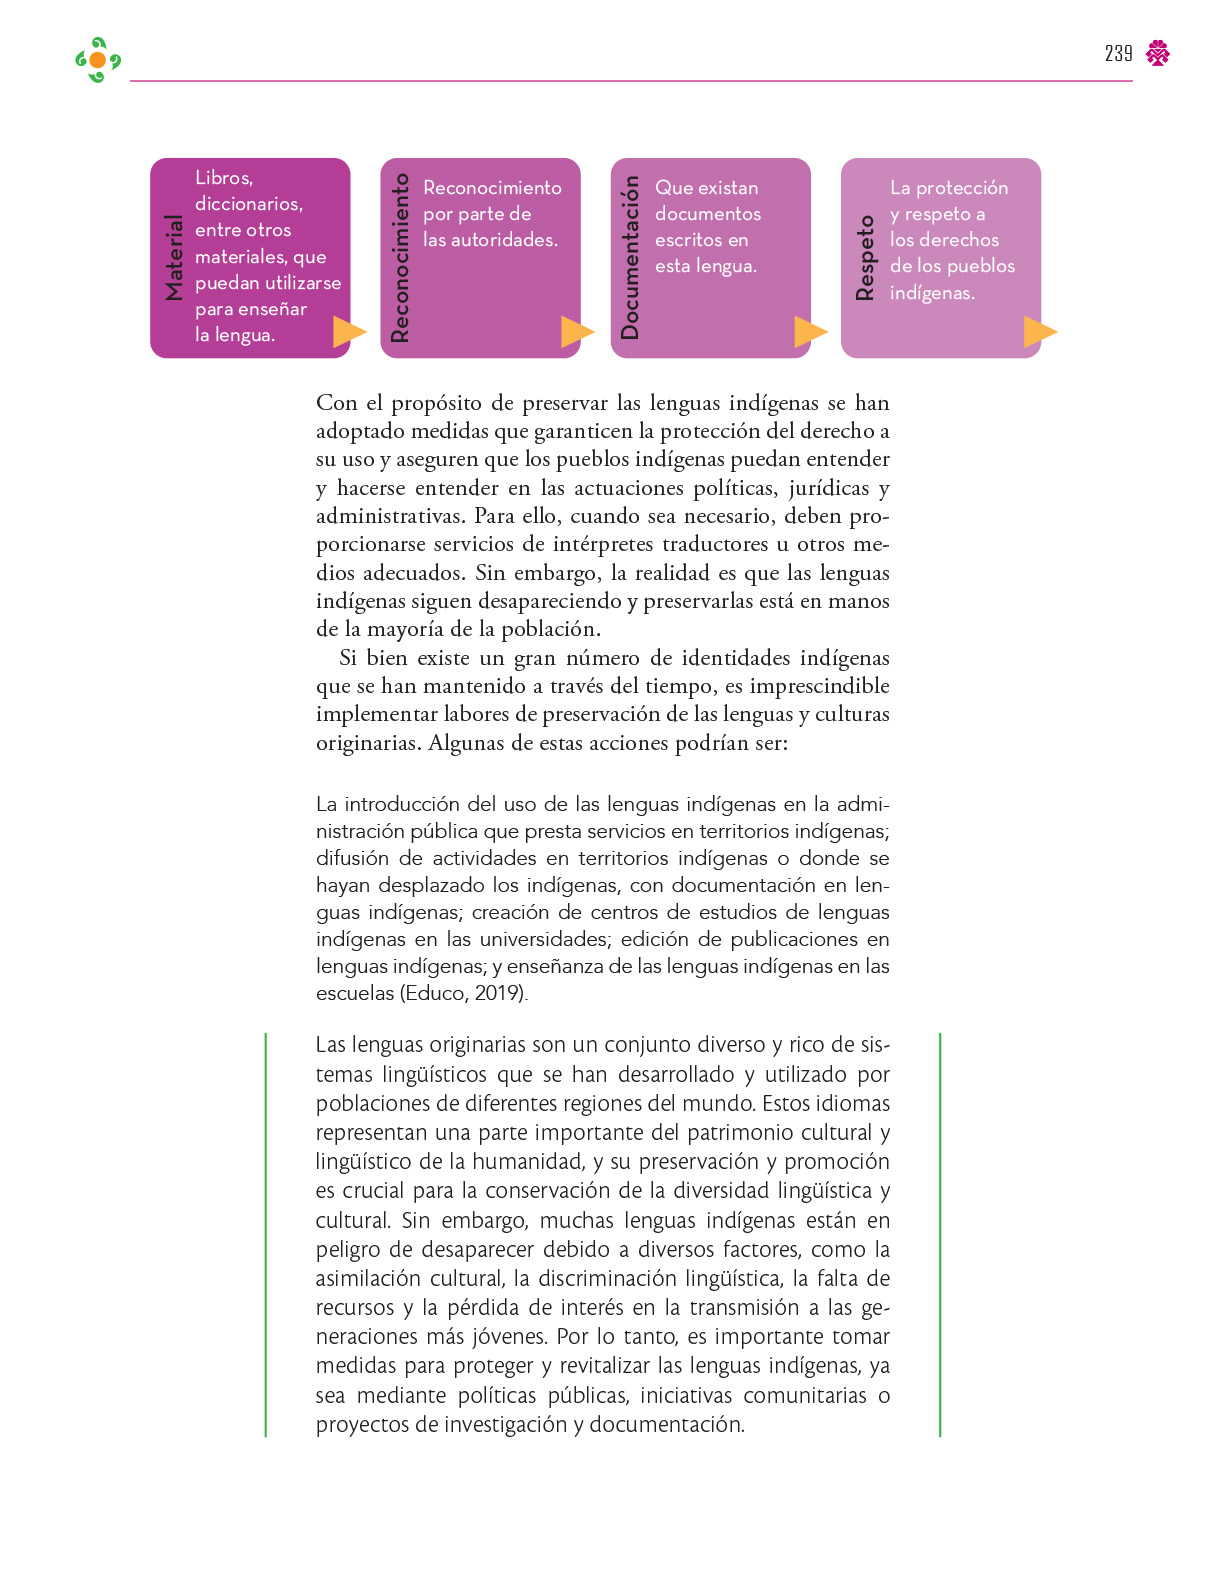 239
Material
Libros,
diccionarios,
entre otros
materiales, que
puedan utilizarse
para enseñar
la lengua.
Reconocimiento
Reconocimiento
por parte de
las autoridades.
Documentación
Que existan
documentos
escritos en
esta lengua.
Respeto
La protección
y respeto a
los derechos
de los pueblos
indígenas.
Con el propósito de preservar las lenguas indígenas se han
adoptado medidas que garanticen la protección del derecho a
su uso y aseguren que los pueblos indígenas puedan entender
y hacerse entender en las actuaciones políticas, jurídicas y
administrativas. Para ello, cuando sea necesario, deben pro-
porcionarse servicios de intérpretes traductores u otros me-
dios adecuados. Sin embargo, la realidad es que las lenguas
indígenas siguen desapareciendo y preservarlas está en manos
de la mayoría de la población.
Si bien existe un gran número de identidades indígenas
que se han mantenido a través del tiempo, es imprescindible
implementar labores de preservación de las lenguas y culturas
originarias. Algunas de estas acciones podrían ser:
La introducción del uso de las lenguas indígenas en la admi-
nistración pública que presta servicios en territorios indígenas;
difusión de actividades en territorios indígenas o donde se
hayan desplazado los indígenas, con documentación en len-
guas indígenas; creación de centros de estudios de lenguas
indígenas en las universidades; edición de publicaciones en
lenguas indígenas; y enseñanza de las lenguas indígenas en las
escuelas (Educo, 2019).
Las lenguas originarias son un conjunto diverso y rico de sis-
temas lingüísticos que se han desarrollado y utilizado por
poblaciones de diferentes regiones del mundo. Estos idiomas
representan una parte importante del patrimonio cultural y
lingüístico de la humanidad, y su preservación y promoción
es crucial para la conservación de la diversidad lingüística y
cultural. Sin embargo, muchas lenguas indígenas están en
peligro de desaparecer debido a diversos factores, como la
asimilación cultural, la discriminación lingüística, la falta de
recursos y la pérdida de interés en la transmisión a las ge-
neraciones más jóvenes. Por lo tanto, es importante tomar
medidas para proteger y revitalizar las lenguas indígenas, ya
sea mediante políticas públicas, iniciativas comunitarias o
proyectos de investigación y documentación.